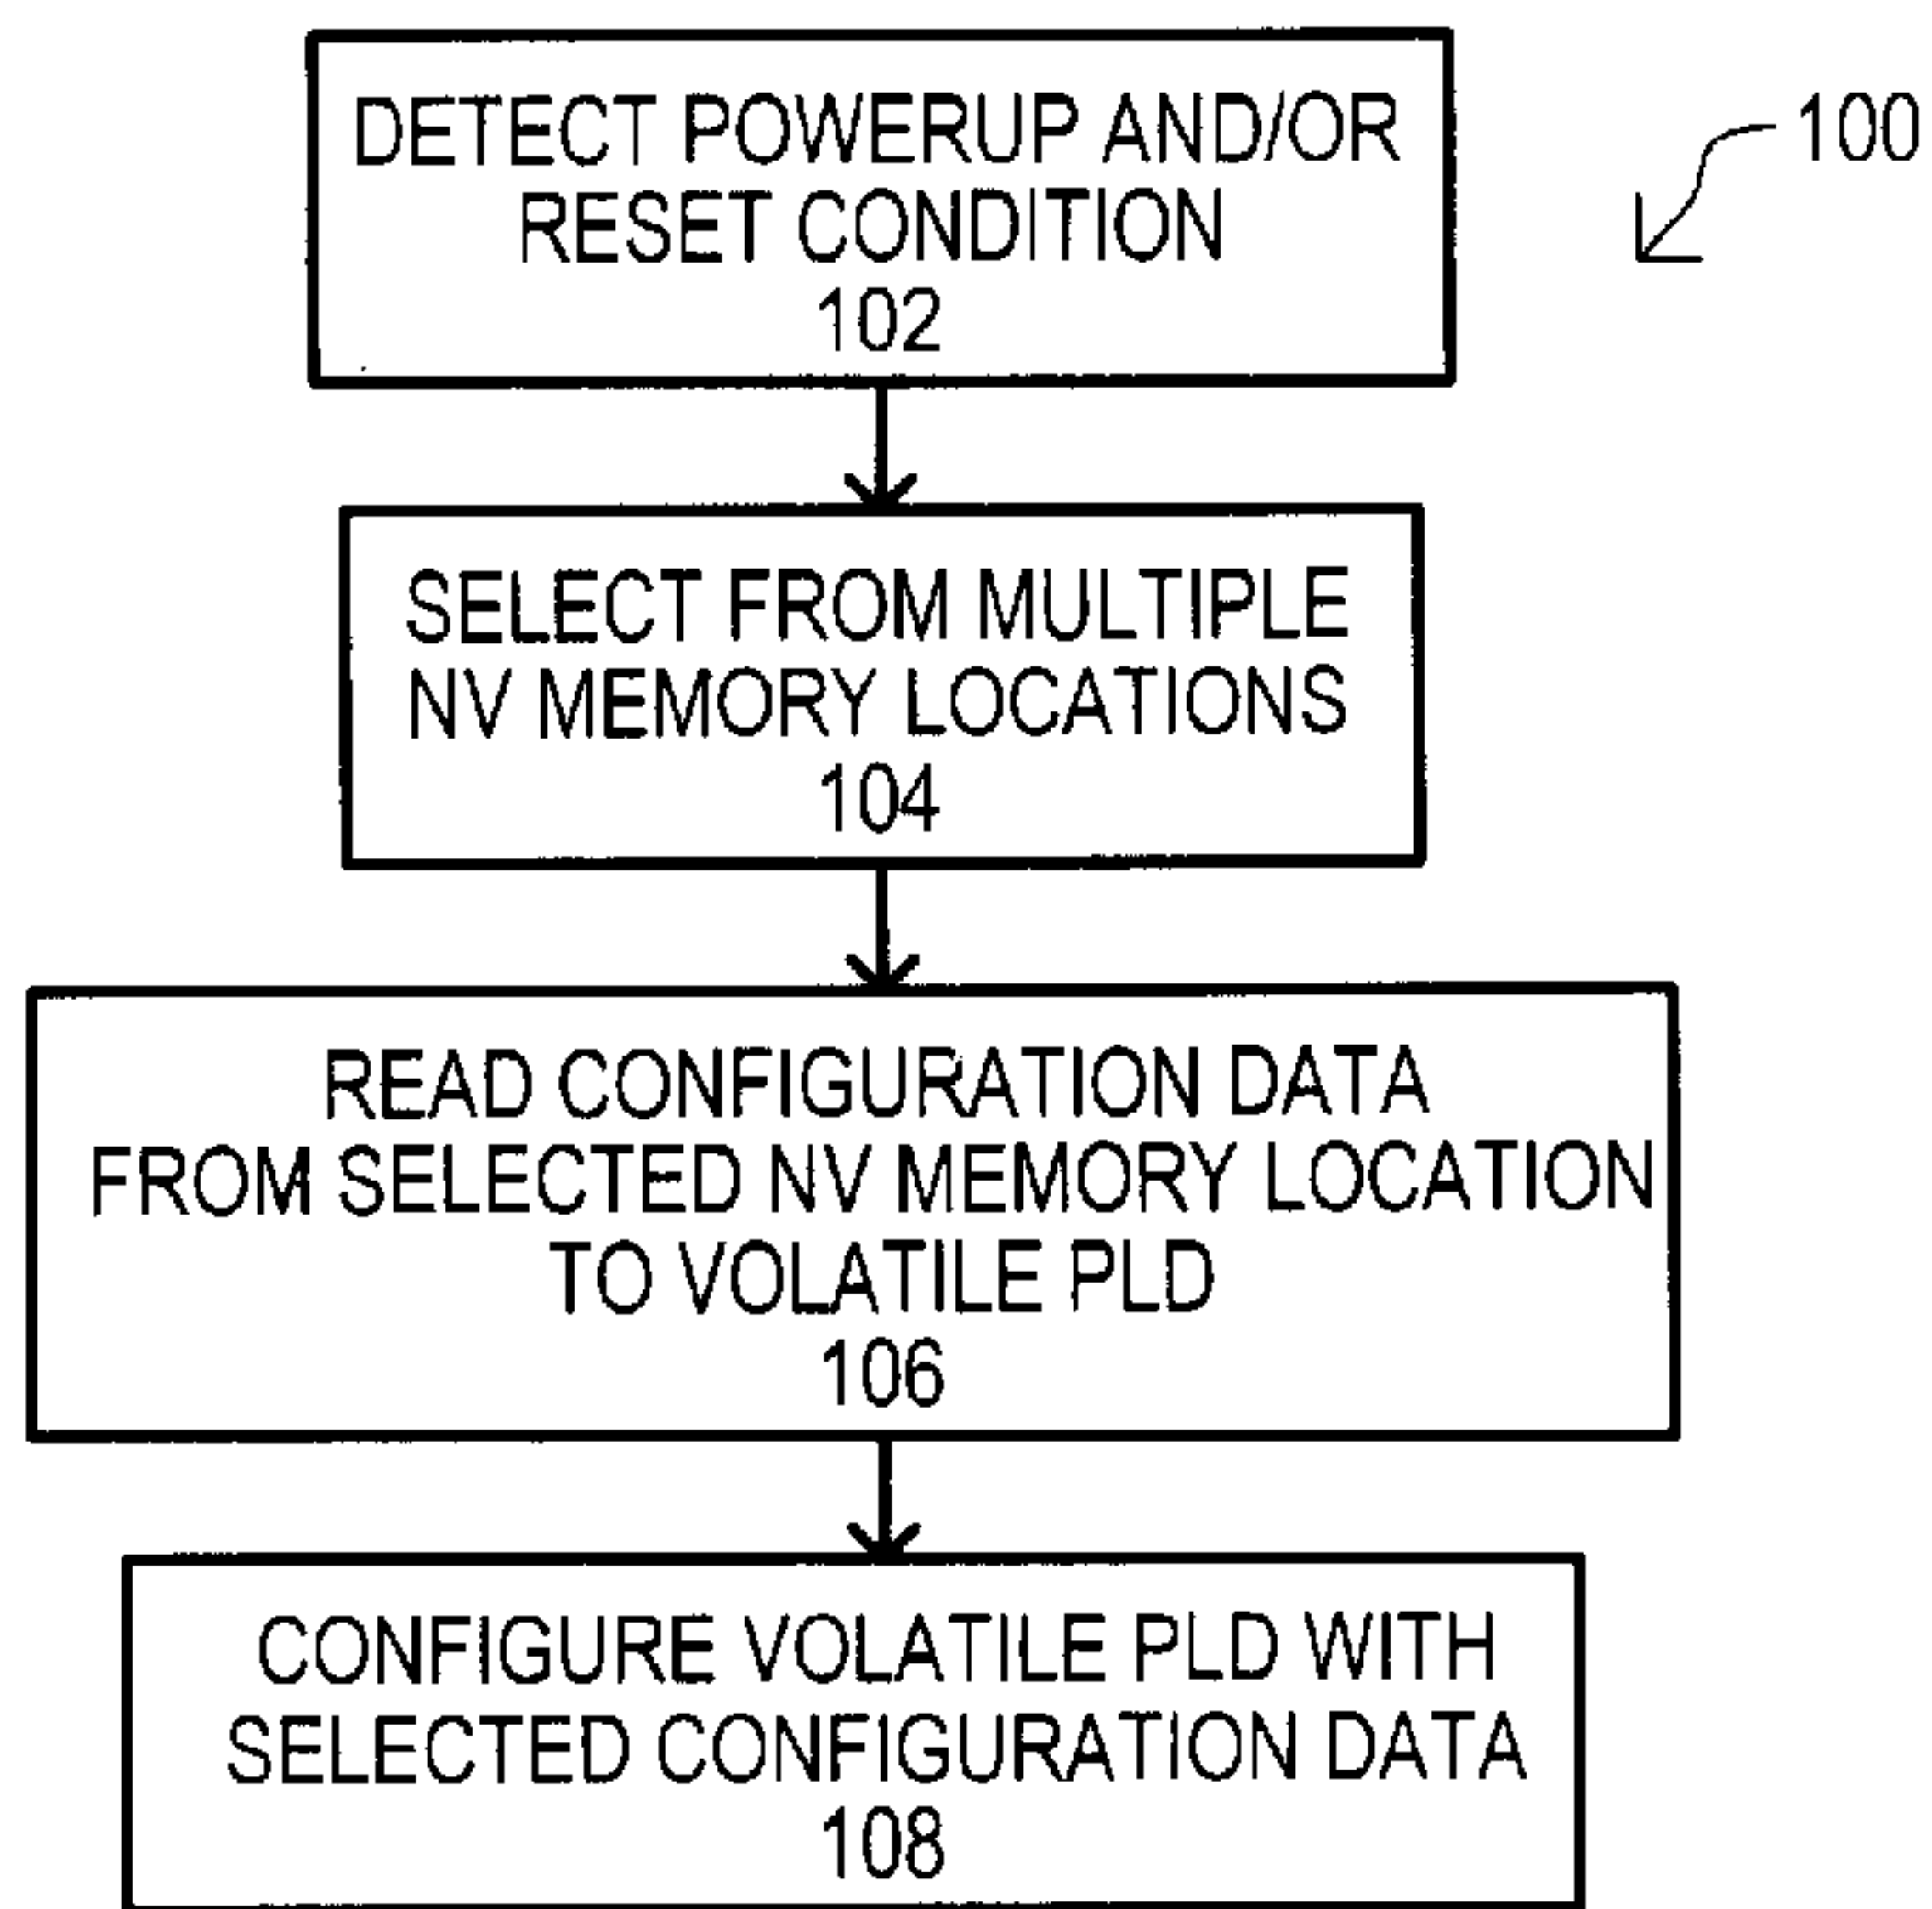 DETECT POWERUP AND/OR
RESET CONDITION
102
100
SELECT FROM MULTIPLE
NV MEMORY LOCATIONS
104
READ CONFIGURATION DATA
FROM SELECTED NV MEMORY LOCATION
TO VOLATILE PLD
106
CONFIGURE VOLATILE PLD WITH
SELECTED CONFIGURATION DATA
108